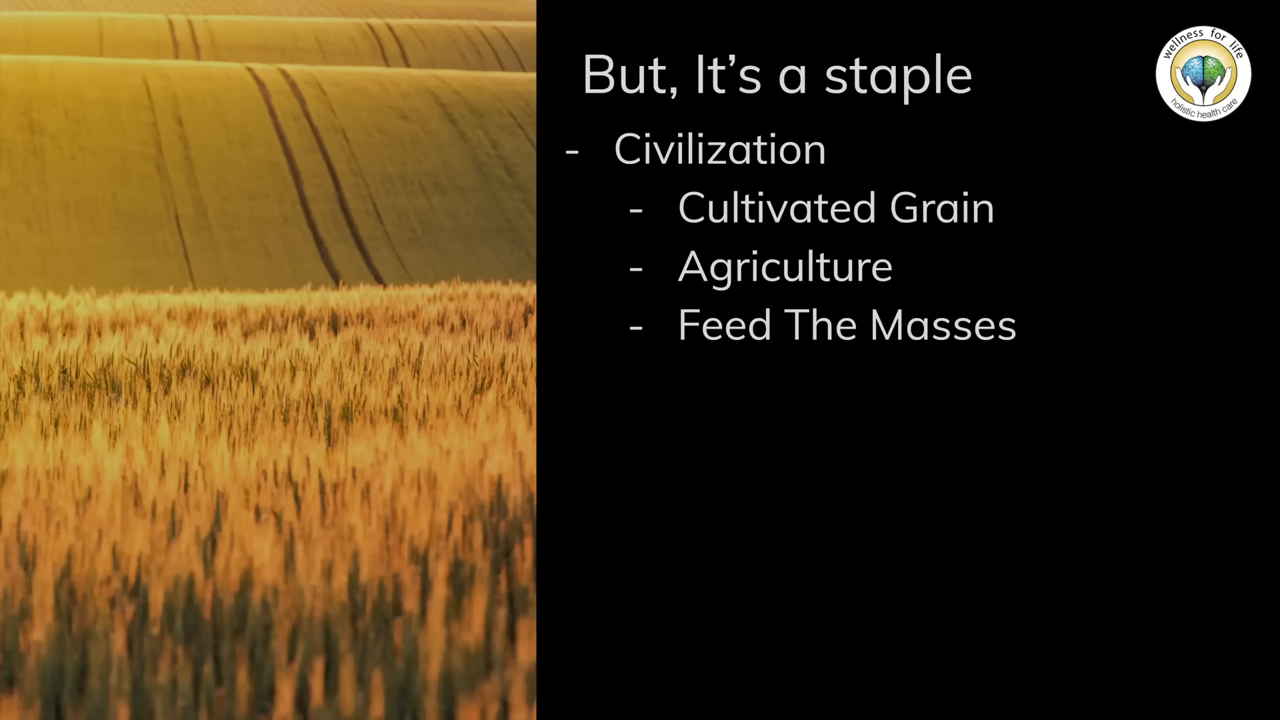 But, It's a staple
wellness for life
holistic health care
- Civilization
- Cultivated Grain
- Agriculture
- Feed The Masses